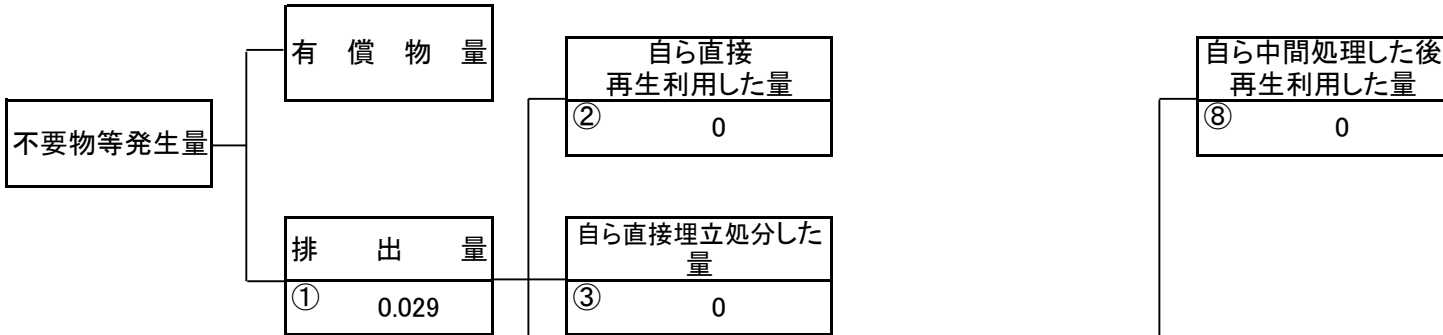 不要物等発生量
有償物量
排出量
① 0.029
自ら直接
再生利用した量
② 0
自ら直接埋立処分した
量
③ 0
自ら中間処理した後
再生利用した量
⑧ 0